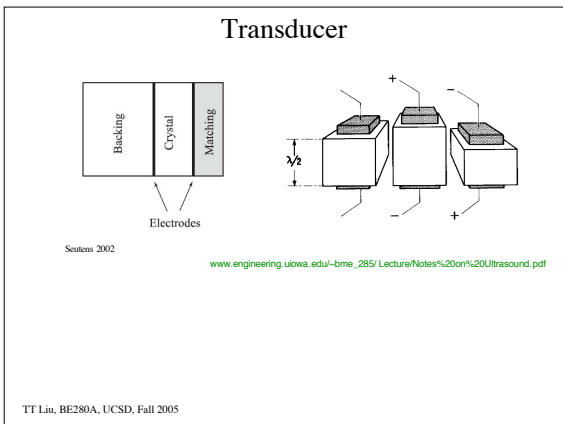 Transducer
Backing
Crystal
Matching
Electrodes
λ/2
+
−
−
+
Seutens 2002
www.engineering.uiowa.edu/~bme_285/ Lecture/Notes%20on%20Ultrasound.pdf
TT Liu, BE280A, UCSD, Fall 2005